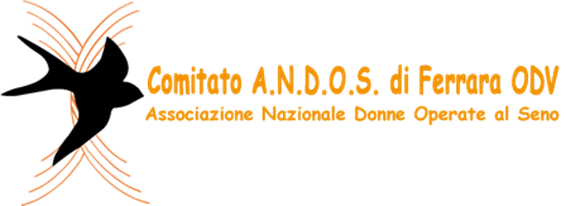 Comitato A.N.D.O.S. di Ferrara ODV
Associazione Nazionale Donne Operate al Seno